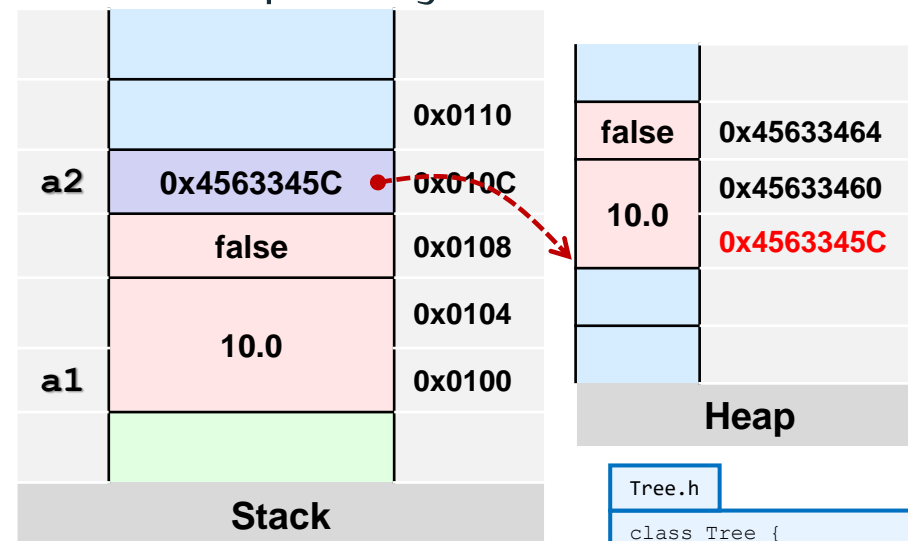 0x0110
a2 0x4563345C 0x010C
false 0x0108
0x0104
10.0
a1 0x0100
Stack
false 0x45633464
0x45633460
10.0
0x4563345C
Heap
Tree.h
class Tree {